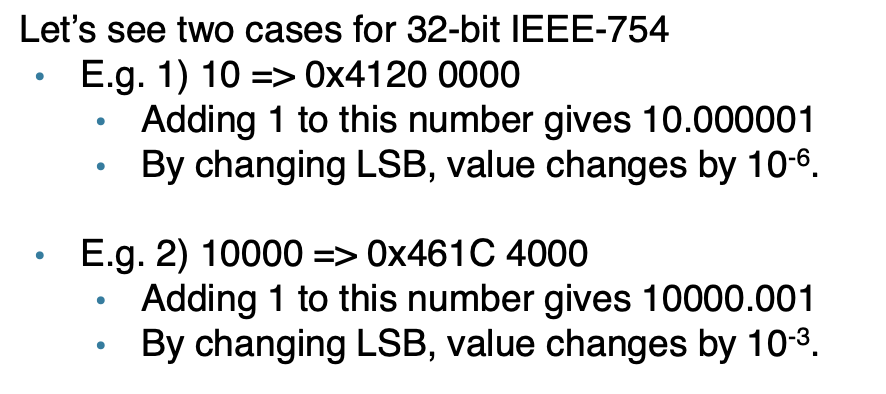 Let's see two cases for 32-bit IEEE-754
• E.g. 1) 10 => 0x4120 0000
• Adding 1 to this number gives 10.000001
• By changing LSB, value changes by 10⁻⁶.
• E.g. 2) 10000 => 0x461C 4000
• Adding 1 to this number gives 10000.001
• By changing LSB, value changes by 10⁻³.